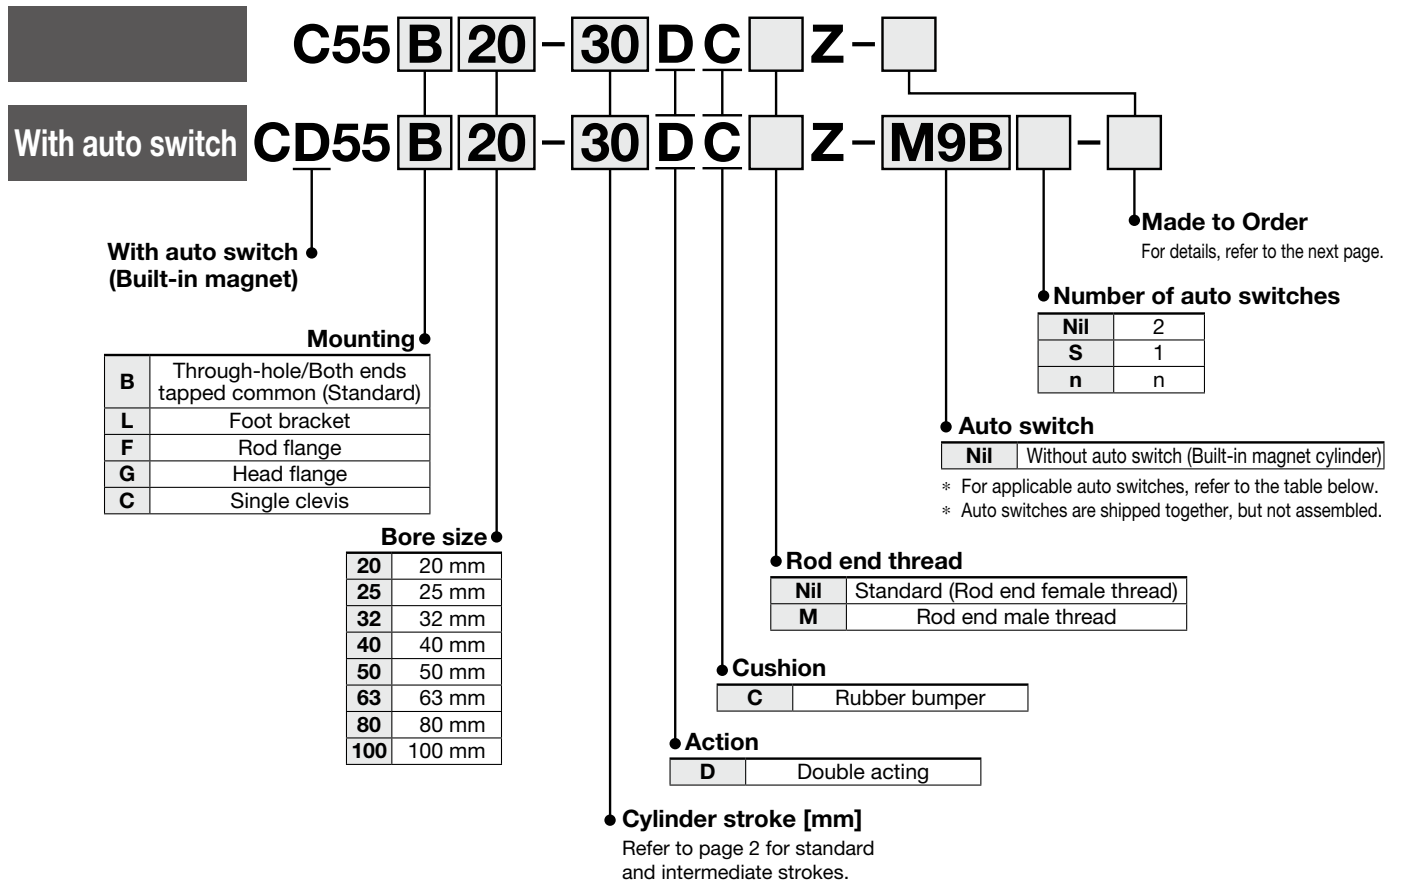 C55 B 20 - 30 D C Z -
With auto switch CD55 B 20 - 30 D C Z - M9B -
With auto switch
(Built-in magnet)
Made to Order
For details, refer to the next page.
Number of auto switches
Nil 2
S 1
n n
Mounting
B Through-hole/Both ends
tapped common (Standard)
L Foot bracket
F Rod flange
G Head flange
C Single clevis
Auto switch
Nil Without auto switch (Built-in magnet cylinder)
* For applicable auto switches, refer to the table below.
* Auto switches are shipped together, but not assembled.
Bore size
20 20 mm
25 25 mm
32 32 mm
40 40 mm
50 50 mm
63 63 mm
80 80 mm
100 100 mm
Rod end thread
Nil Standard (Rod end female thread)
M Rod end male thread
Cushion
C Rubber bumper
Action
D Double acting
Cylinder stroke [mm]
Refer to page 2 for standard
and intermediate strokes.